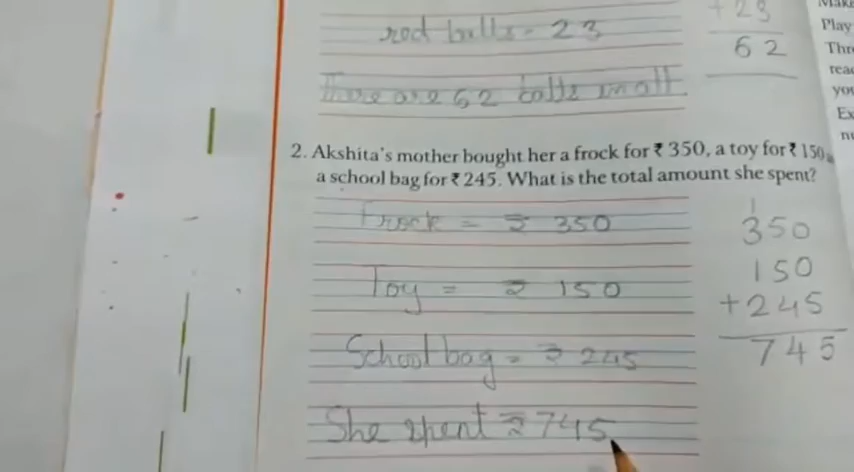 red balls = 23
+ 23
62
There are 62 balls in all.
Make
Play
2. Akshita's mother bought her a frock for ₹ 350, a toy for ₹ 150
a school bag for ₹ 245. What is the total amount she spent?
Frock = ₹ 350
Toy = ₹ 150
School bag = ₹ 245
She spent ₹ 745
1
350
150
+ 245
745